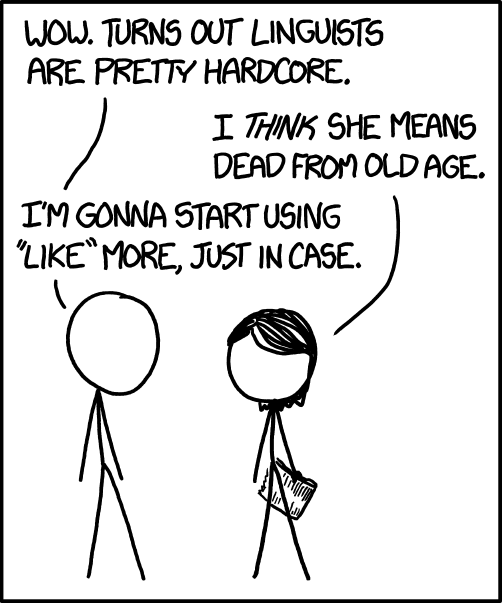 WOW. TURNS OUT LINGUISTS
ARE PRETTY HARDCORE.
I THINK SHE MEANS
DEAD FROM OLD AGE.
I'M GONNA START USING
"LIKE" MORE, JUST IN CASE.